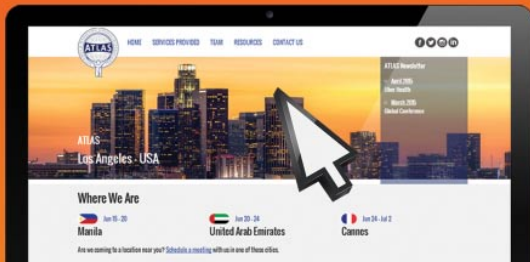 ATLAS
HOME SERVICES PROVIDED TEAM RESOURCES CONTACT US
ATLAS Newsletter
April 2015
March 2015
Global Conference
ATLAS
Los Angeles - USA
Where We Are
Jun 15 - 20
Manila
Jun 20 - 24
United Arab Emirates
Jun 24 - Jul 2
Cannes
Are we coming to a location near you? Schedule a meeting with us in one of these cities.